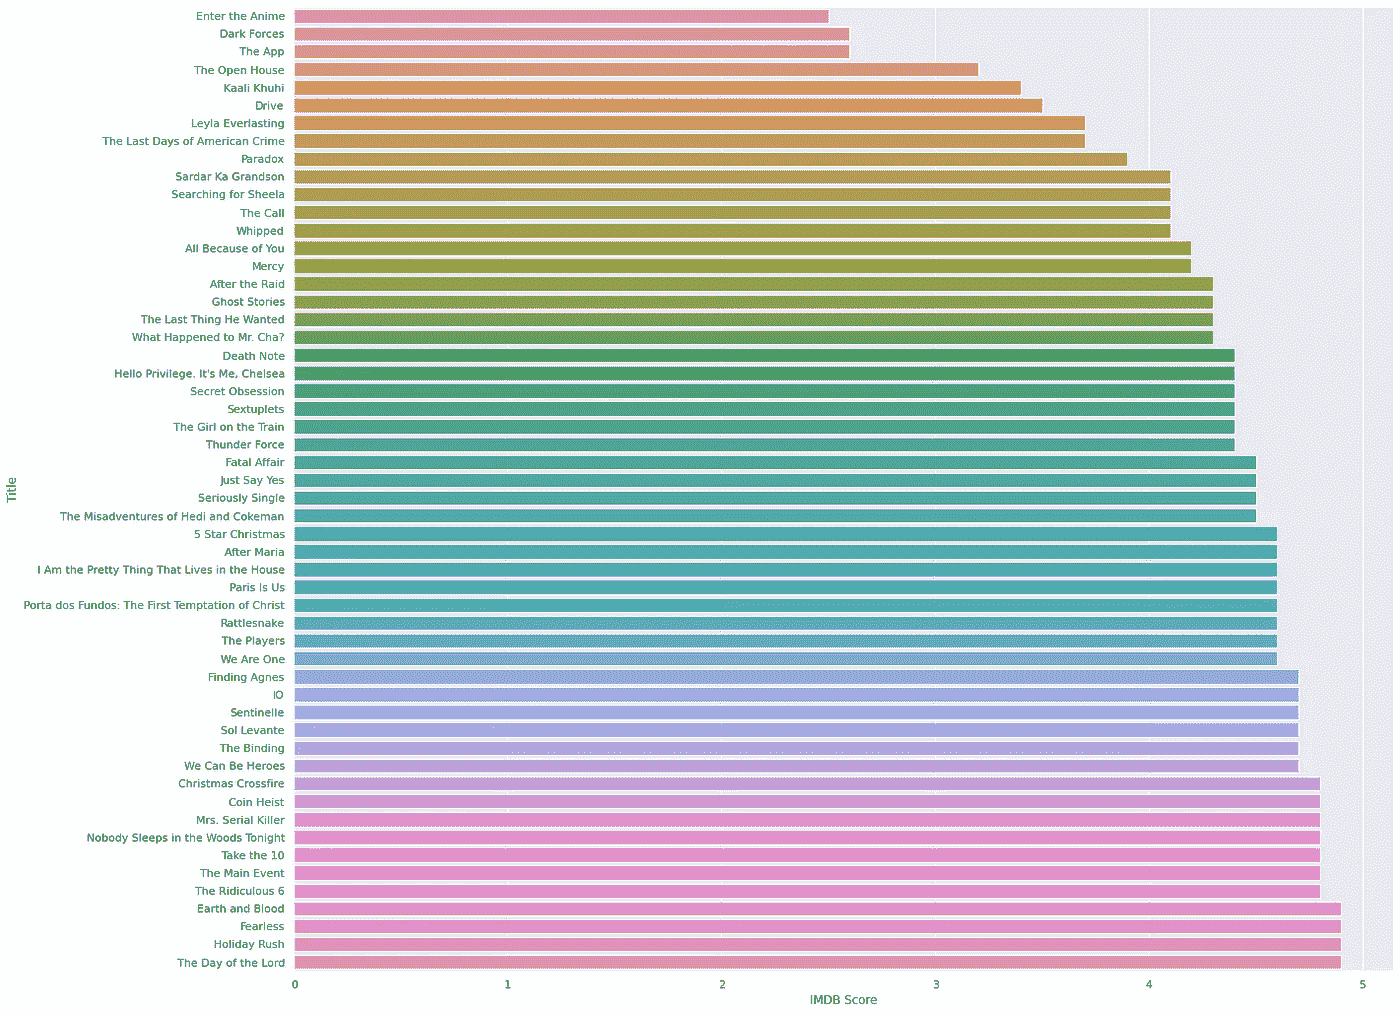 Enter the Anime
Dark Forces
The App
The Open House
Kaali Khuhi
Drive
Leyla Everlasting
The Last Days of American Crime
Paradox
Sardar Ka Grandson
Searching for Sheela
The Call
Whipped
All Because of You
Mercy
After the Raid
Ghost Stories
The Last Thing He Wanted
What Happened to Mr. Cha?
Death Note
Hello Privilege. It's Me, Chelsea
Secret Obsession
Sextuplets
The Girl on the Train
Thunder Force
Fatal Affair
Just Say Yes
Seriously Single
The Misadventures of Hedi and Cokeman
5 Star Christmas
After Maria
I Am the Pretty Thing That Lives in the House
Paris Is Us
Porta dos Fundos: The First Temptation of Christ
Rattlesnake
The Players
We Are One
Finding Agnes
IO
Sentinelle
Sol Levante
The Binding
We Can Be Heroes
Christmas Crossfire
Coin Heist
Mrs. Serial Killer
Nobody Sleeps in the Woods Tonight
Take the 10
The Main Event
The Ridiculous 6
Earth and Blood
Fearless
Holiday Rush
The Day of the Lord
Title
0 1 2 3 4 5
IMDB Score